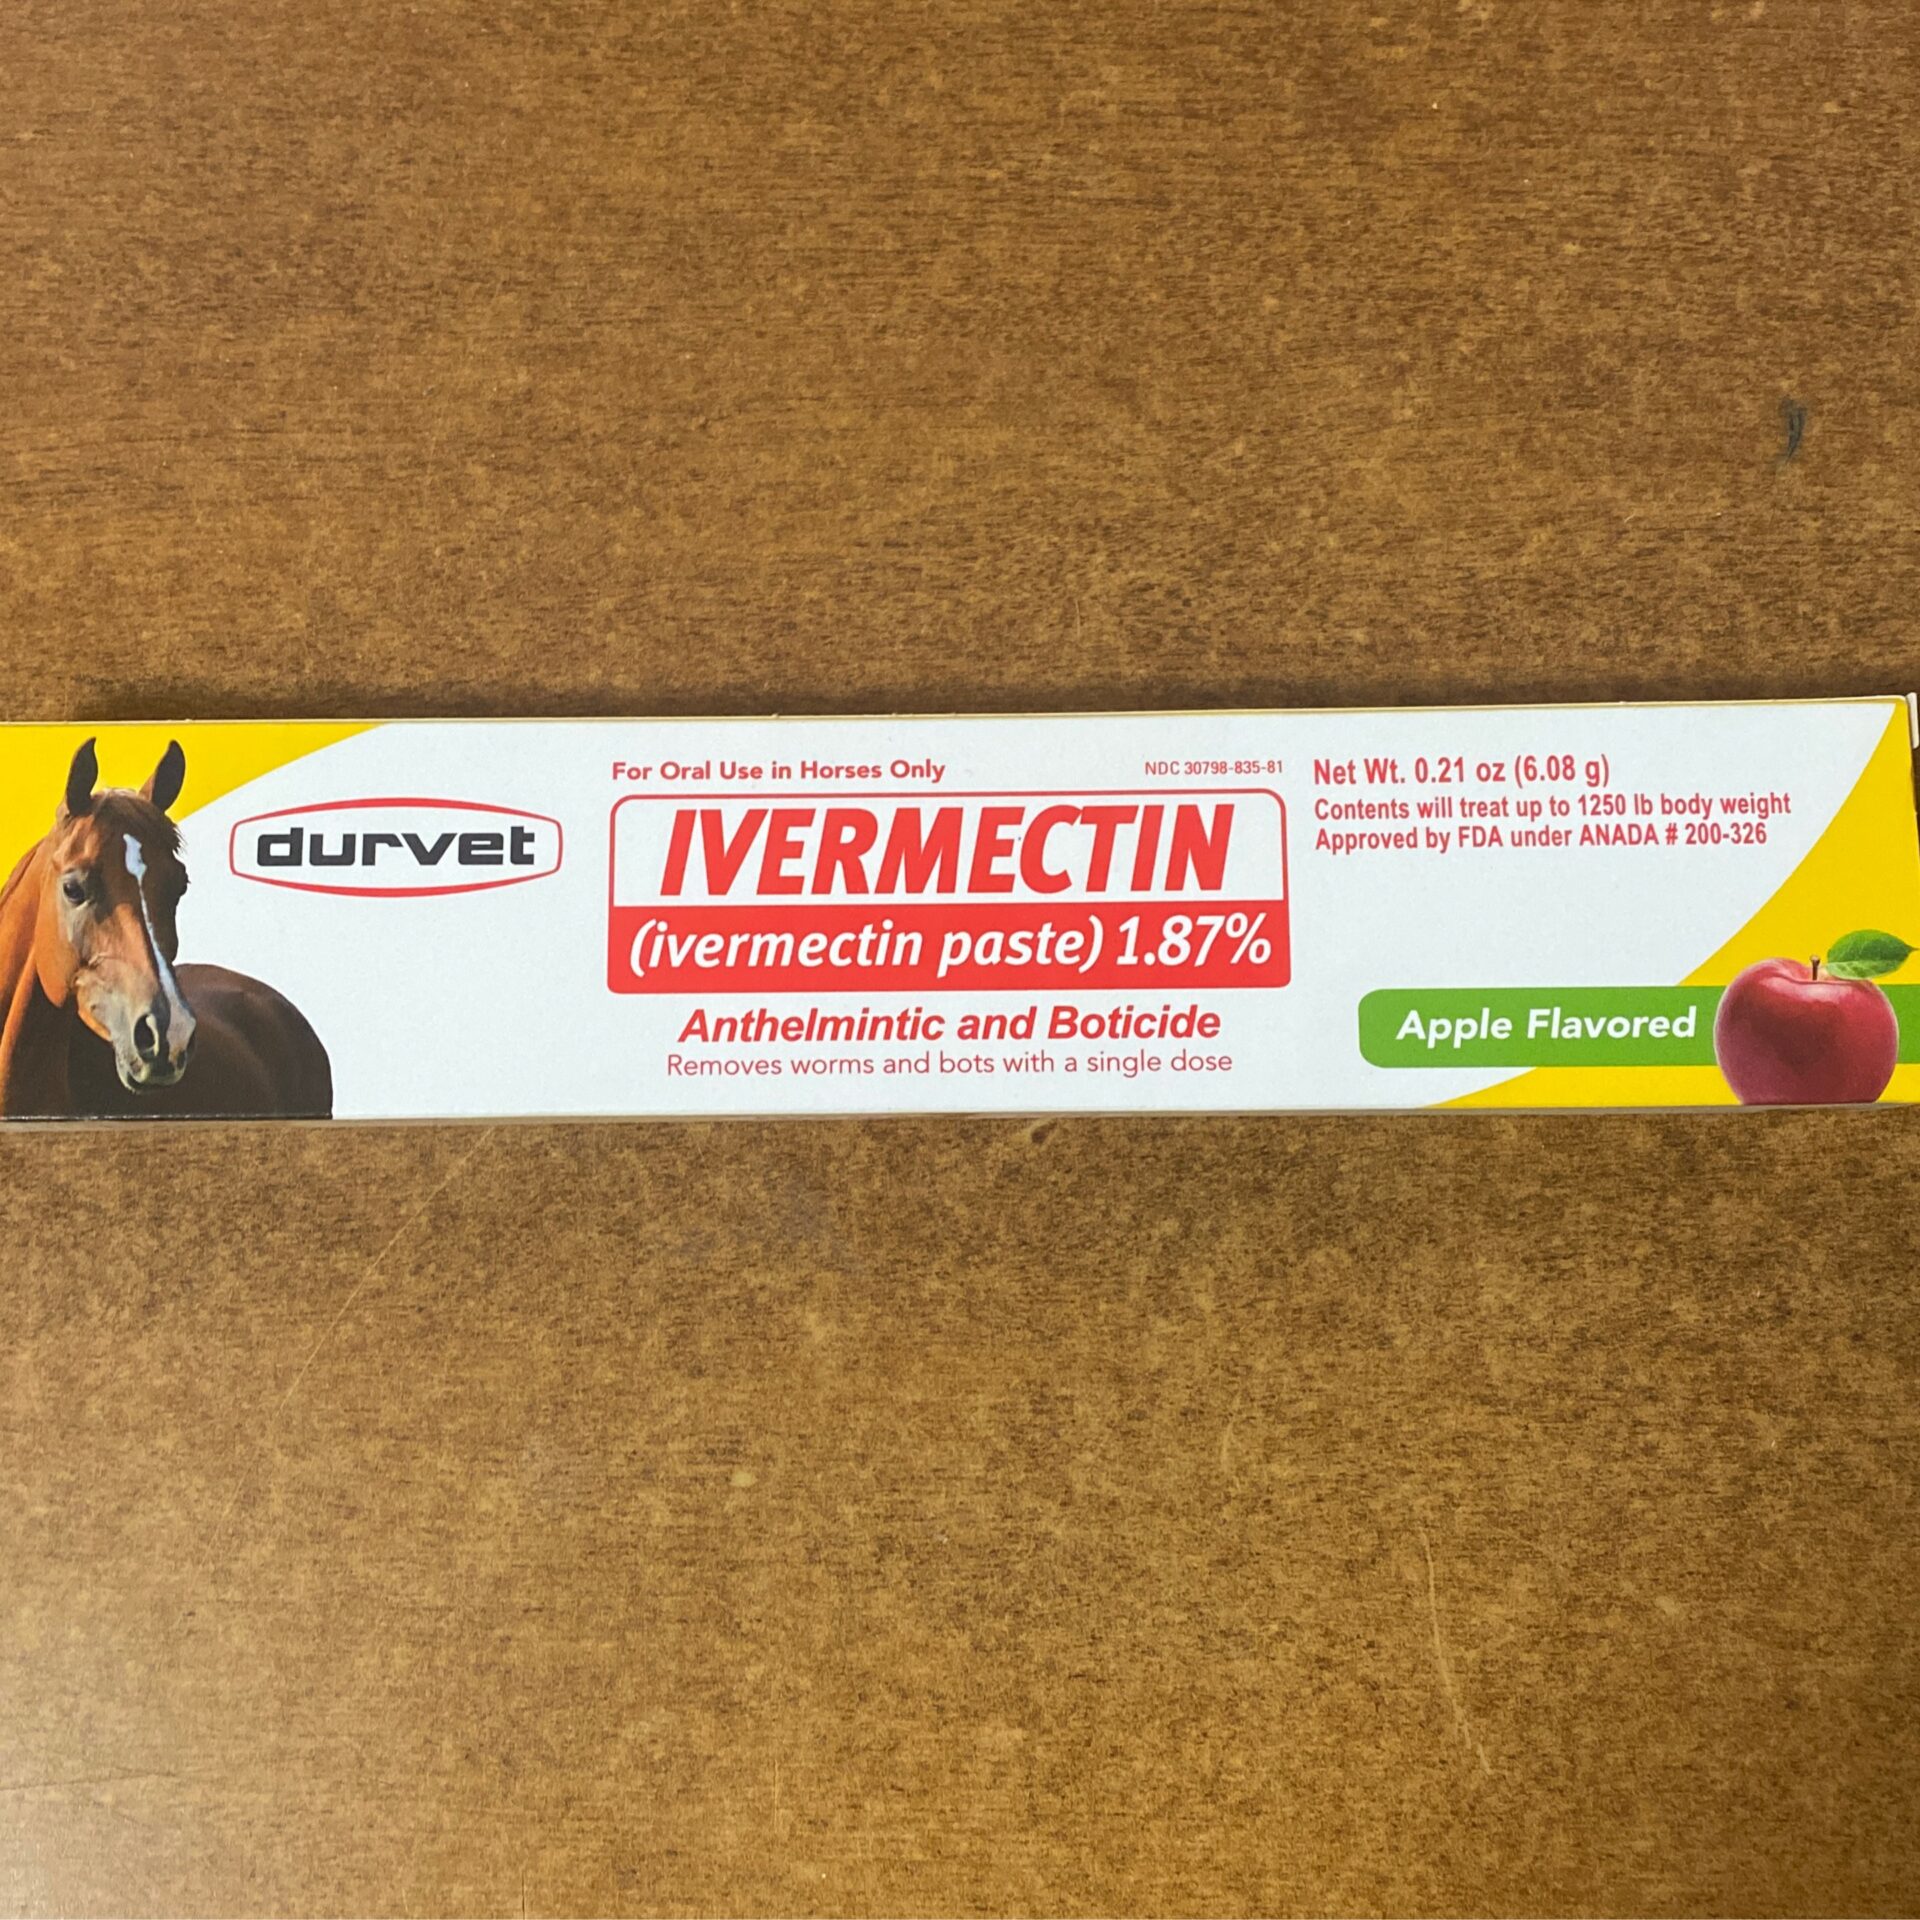 durvet
For Oral Use in Horses Only
NDC 30798-835-81
IVERMECTIN
(ivermectin paste) 1.87%
Anthelmintic and Boticide
Removes worms and bots with a single dose
Net Wt. 0.21 oz (6.08 g)
Contents will treat up to 1250 lb body weight
Approved by FDA under ANADA # 200-326
Apple Flavored